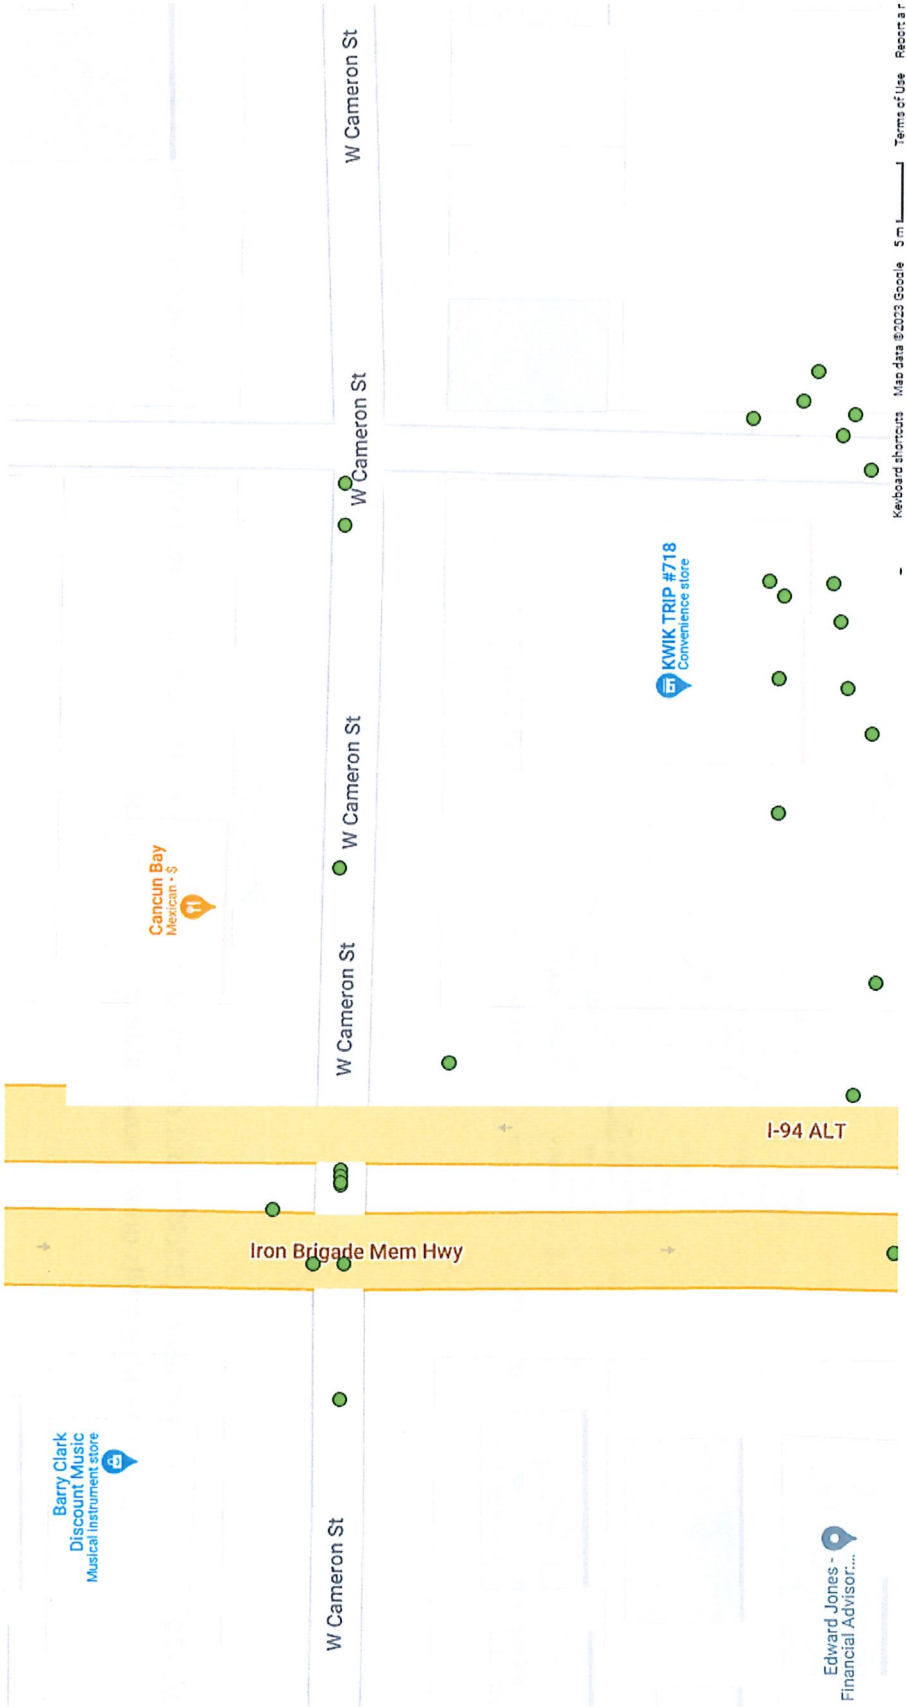 Barry Clark
Discount Music
Musical instrument store
Cancun Bay
Mexican • $
W Cameron St
W Cameron St
W Cameron St
W Cameron St
W Cameron St
Iron Brigade Mem Hwy
I-94 ALT
KWIK TRIP #718
Convenience store
Edward Jones -
Financial Advisor:...
Keyboard shortcuts Map data ©2023 Google 5 m Terms of Use